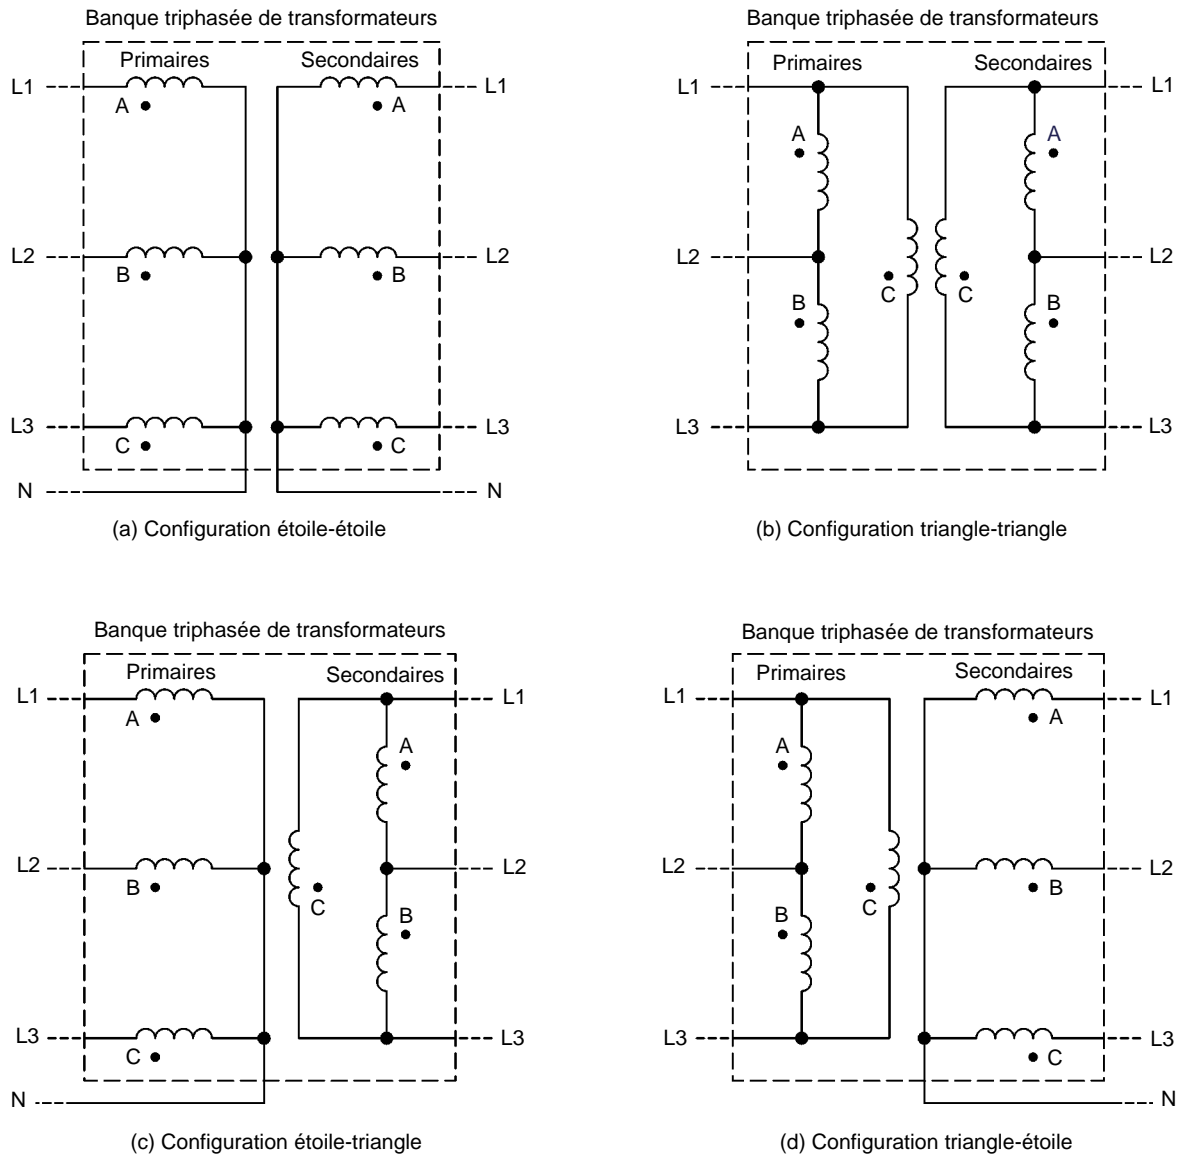 Banque triphasée de transformateurs
Primaires
Secondaires
L1
A
A
L1
L2
B
B
L2
L3
C
C
L3
N
N
(a) Configuration étoile-étoile
Banque triphasée de transformateurs
Primaires
Secondaires
L1
L1
A
A
L2
L2
C
C
B
B
L3
L3
(b) Configuration triangle-triangle
Banque triphasée de transformateurs
Primaires
Secondaires
L1
L1
A
A
L2
L2
B
C
B
L3
L3
C
N
(c) Configuration étoile-triangle
Banque triphasée de transformateurs
Primaires
Secondaires
L1
L1
A
A
L2
L2
B
C
B
L3
L3
C
N
(d) Configuration triangle-étoile